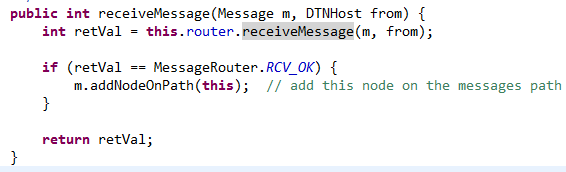 public int receiveMessage(Message m, DTNHost from) {
int retVal = this.router.receiveMessage(m, from);
if (retVal == MessageRouter.RCV_OK) {
m.addNodeOnPath(this);  // add this node on the messages path
}
return retVal;
}